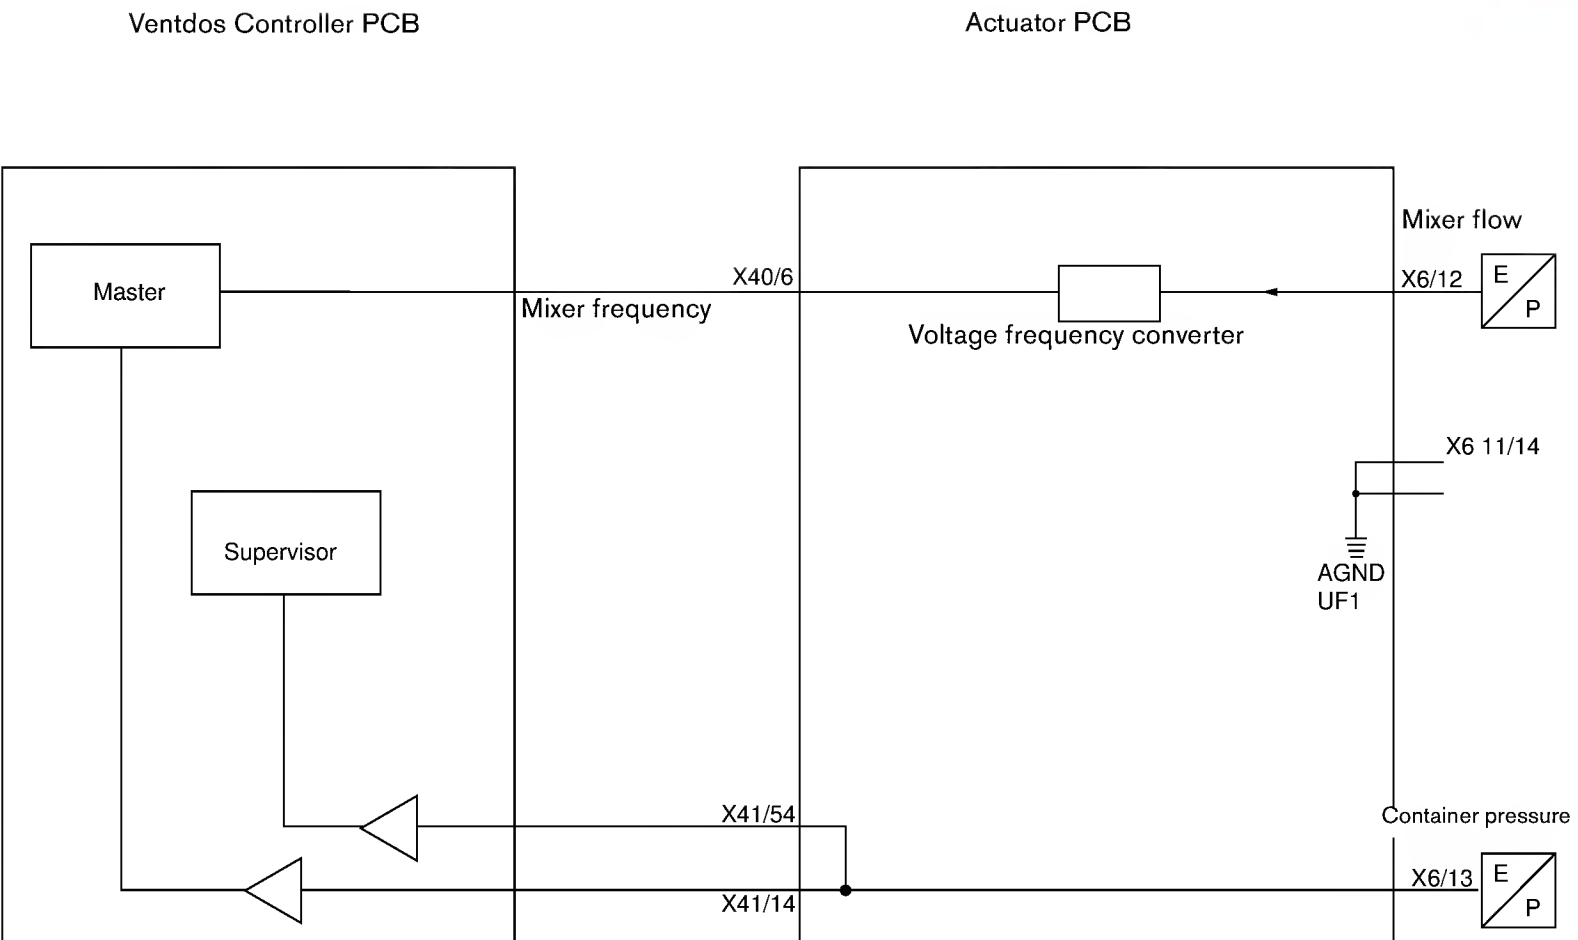 Ventdos Controller PCB
Actuator PCB
Mixer flow
Master
X40/6
X6/12
E
P
Mixer frequency
Voltage frequency converter
X6 11/14
Supervisor
AGND
UF1
X41/54
Container pressure
X6/13
E
P
X41/14